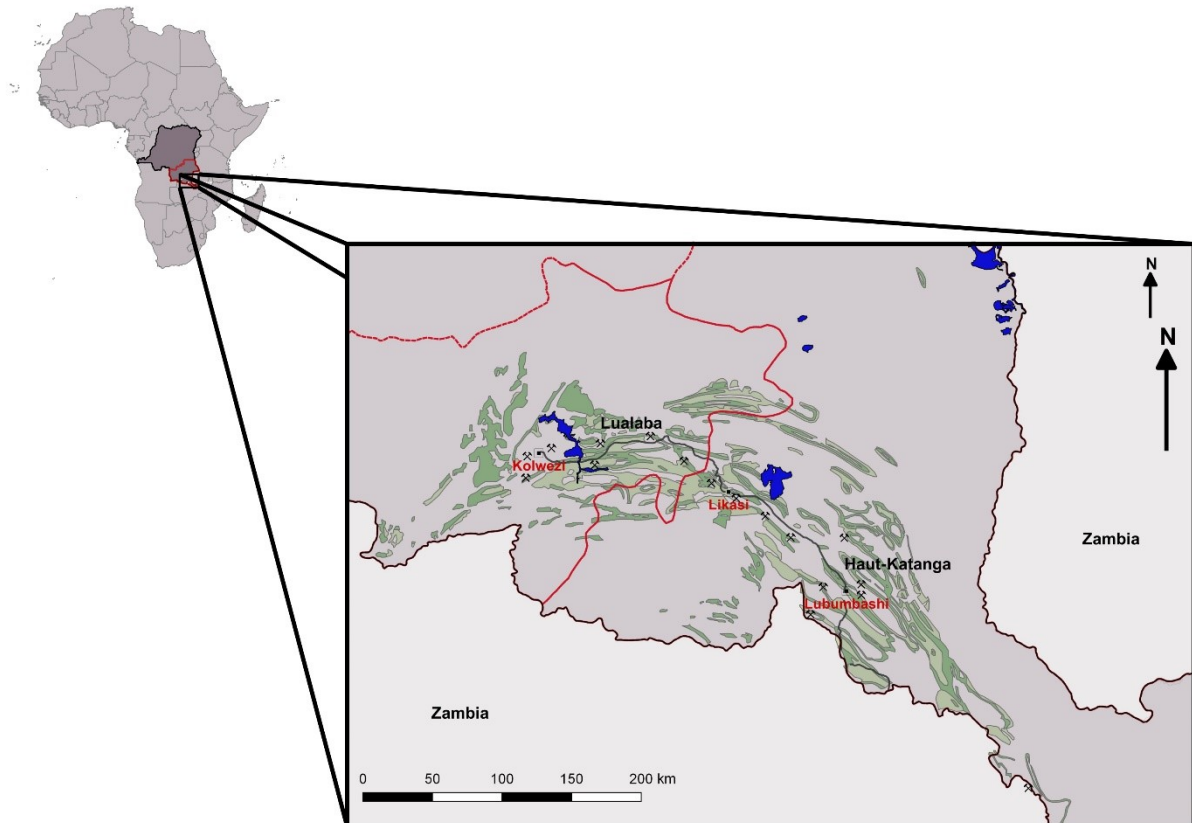 N
N
Lualaba
Kolwezi
Likasi
Zambia
Haut-Katanga
Lubumbashi
Zambia
0 50 100 150 200 km